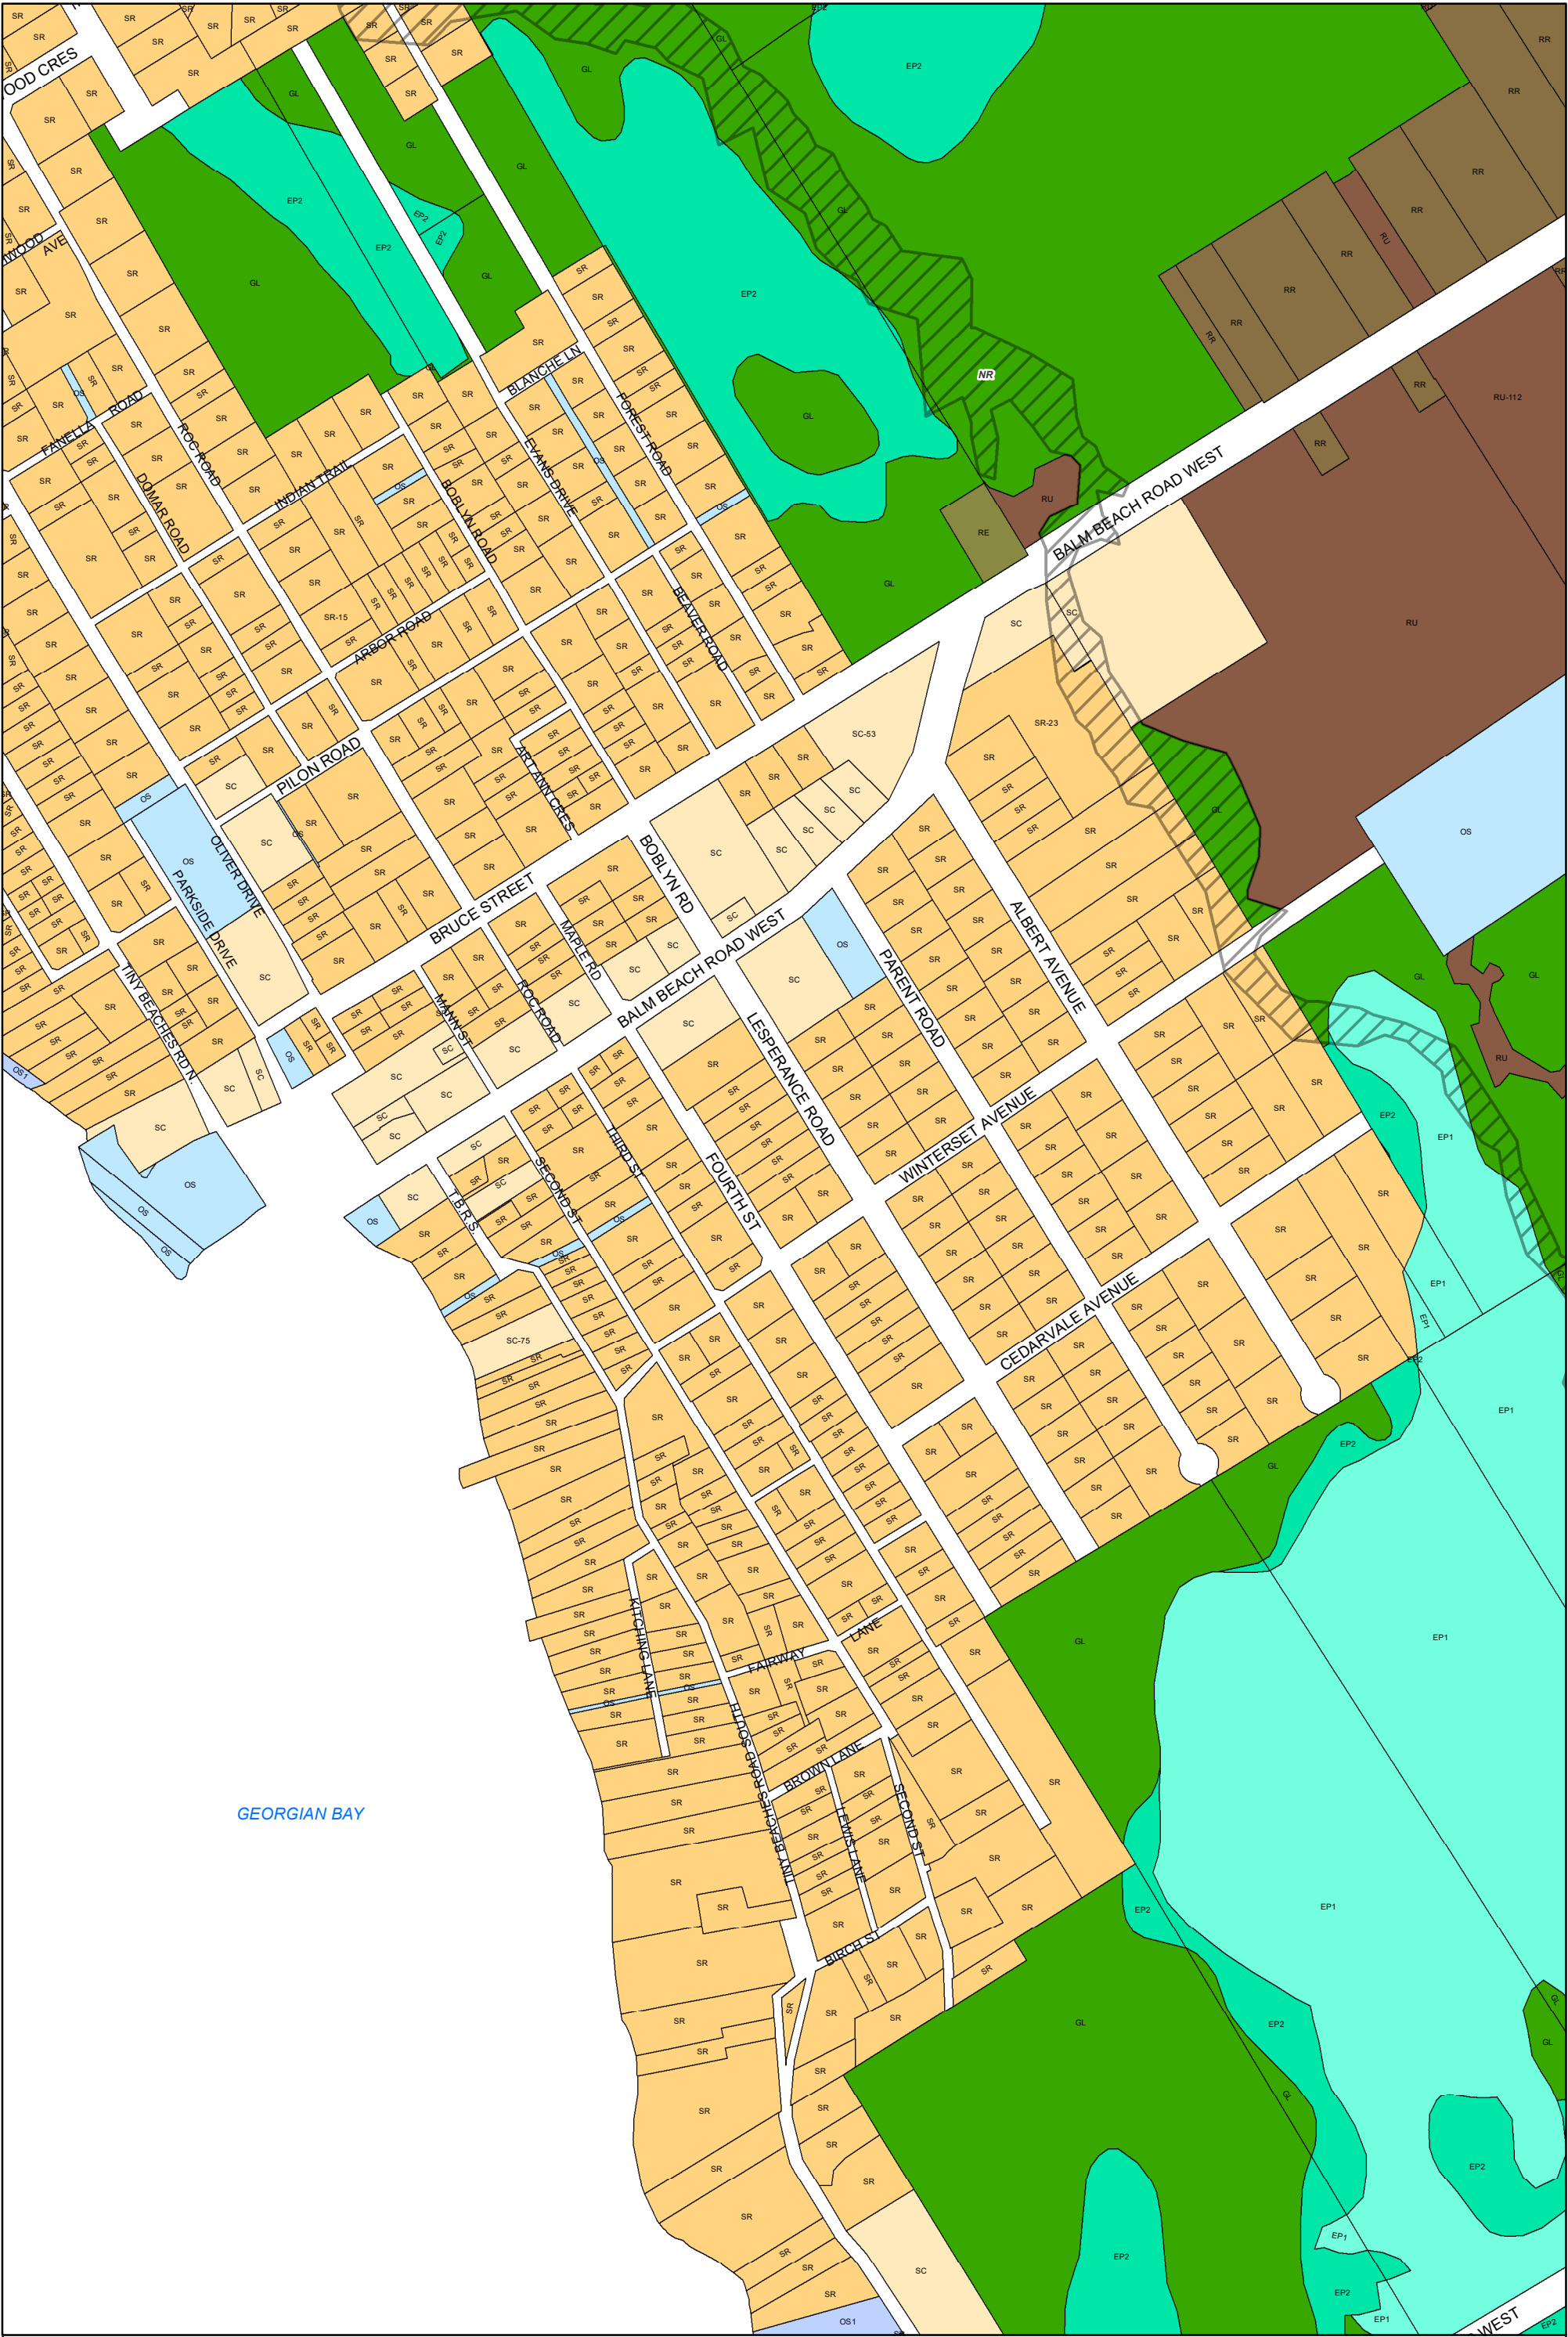 OOD CRES
WOOD
AVE
FANELLA ROAD
DOMAR ROAD
ROC ROAD
INDIAN TRAIL
BLANCHE LN
FOREST ROAD
EVANS DRIVE
BOBLYN ROAD
BEAVER ROAD
ARBOR ROAD
PILON ROAD
ART ANN CRES
OLIVER DRIVE
PARKSIDE DRIVE
TINY BEACHES RD N.
BRUCE STREET
BOBLYN RD
MAPLE RD
ROC ROAD
MANN ST
BALM BEACH ROAD WEST
BALM BEACH ROAD WEST
ALBERT AVENUE
PARENT ROAD
LESPERANCE ROAD
WINTERSET AVENUE
FOURTH ST
THIRD ST
SECOND ST
T.B.R.S.
CEDARVALE AVENUE
KITCHING LANE
FAIRWAY LANE
TINY BEACHES ROAD SOUTH
BROWN LANE
LEWIS LANE
SECOND ST
BIRCH ST
WEST
GEORGIAN BAY
NR
SR
SR-15
SR-23
SC
SC-53
SC-75
OS
OS1
GL
EP1
EP2
RE
RR
RU
RU-112